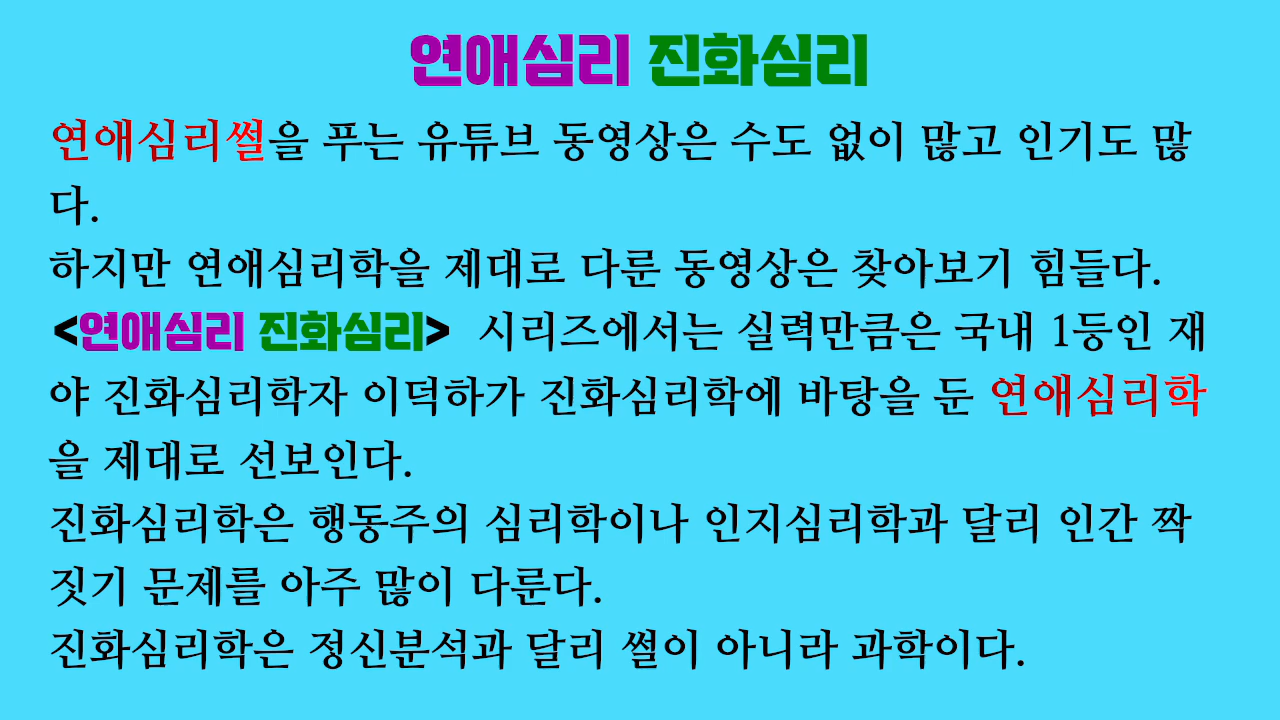 연애심리 진화심리
연애심리썰을 푸는 유튜브 동영상은 수도 없이 많고 인기도 많
다.
하지만 연애심리학을 제대로 다룬 동영상은 찾아보기 힘들다.
<연애심리 진화심리> 시리즈에서는 실력만큼은 국내 1등인 재
야 진화심리학자 이덕하가 진화심리학에 바탕을 둔 연애심리학
을 제대로 선보인다.
진화심리학은 행동주의 심리학이나 인지심리학과 달리 인간 짝
짓기 문제를 아주 많이 다룬다.
진화심리학은 정신분석과 달리 썰이 아니라 과학이다.